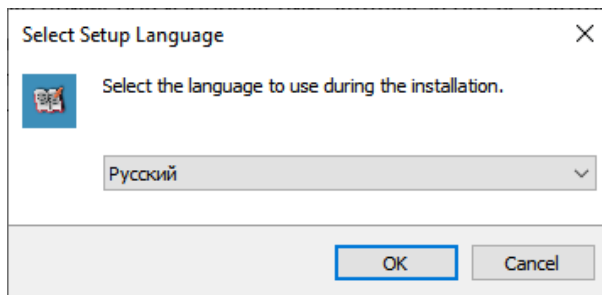 Select Setup Language
Select the language to use during the installation.
Русский
OK
Cancel